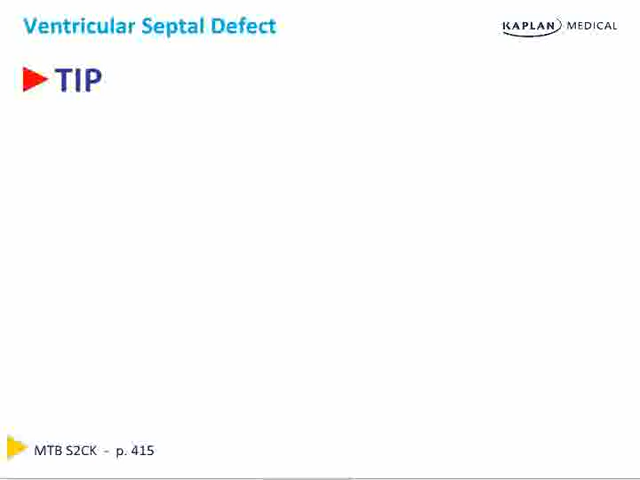 Ventricular Septal Defect
KAPLAN MEDICAL
TIP
MTB S2CK - p. 415